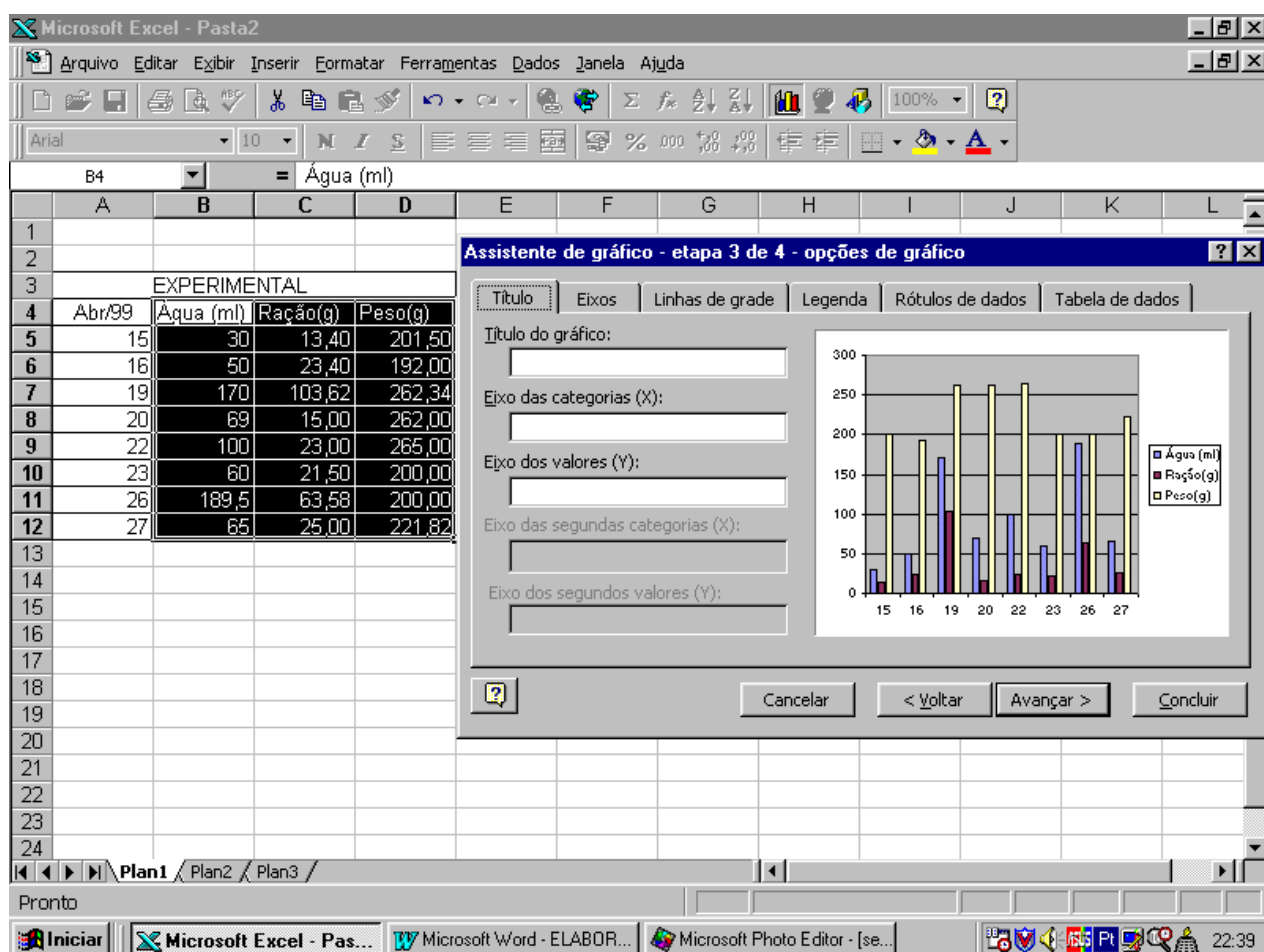 Microsoft Excel - Pasta2
Arquivo Editar Exibir Inserir Formatar Ferramentas Dados Janela Ajuda
100%
Arial 10 N I S % 000
B4 = Água (ml)
A B C D E F G H I J K L
1
2
3 EXPERIMENTAL
4 Abr/99 Água (ml) Ração(g) Peso(g)
5 15 30 13,40 201,50
6 16 50 23,40 192,00
7 19 170 103,62 262,34
8 20 69 15,00 262,00
9 22 100 23,00 265,00
10 23 60 21,50 200,00
11 26 189,5 63,58 200,00
12 27 65 25,00 221,82
13
14
15
16
17
18
19
20
21
22
23
24
Assistente de gráfico - etapa 3 de 4 - opções de gráfico
Título Eixos Linhas de grade Legenda Rótulos de dados Tabela de dados
Título do gráfico:
Eixo das categorias (X):
Eixo dos valores (Y):
Eixo das segundas categorias (X):
Eixo dos segundos valores (Y):
300
250
200
150
100
50
0
15 16 19 20 22 23 26 27
Água (ml)
Ração(g)
Peso(g)
Cancelar < Voltar Avançar > Concluir
Plan1 Plan2 Plan3
Pronto
Iniciar Microsoft Excel - Pas... Microsoft Word - ELABOR... Microsoft Photo Editor - [se... Pt 22:39